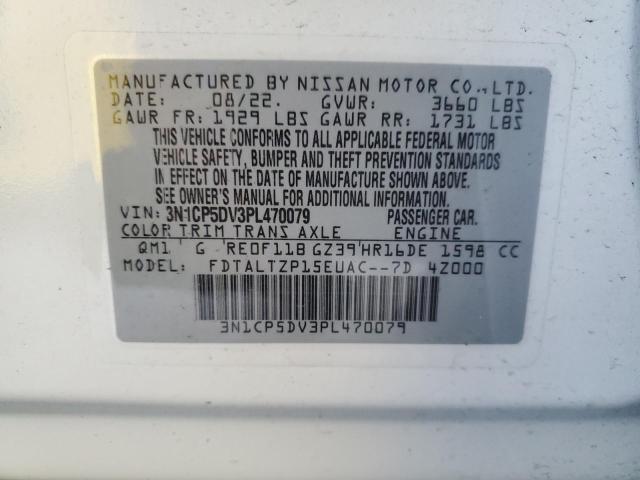 MANUFACTURED BY NISSAN MOTOR CO., LTD.
DATE: 08/22. GVWR: 3660 LBS
GAWR FR: 1929 LBS GAWR RR: 1731 LBS
THIS VEHICLE CONFORMS TO ALL APPLICABLE FEDERAL MOTOR
VEHICLE SAFETY, BUMPER AND THEFT PREVENTION STANDARDS
IN EFFECT ON THE DATE OF MANUFACTURE SHOWN ABOVE.
SEE OWNER'S MANUAL FOR ADDITIONAL INFORMATION.
VIN: 3N1CP5DV3PL470079 PASSENGER CAR.
COLOR TRIM TRANS AXLE ENGINE
QM1 G RE0F11B GZ39 HR16DE 1598 CC
MODEL FDTALTZP15EUAC--7D 4Z000
3N1CP5DV3PL470079